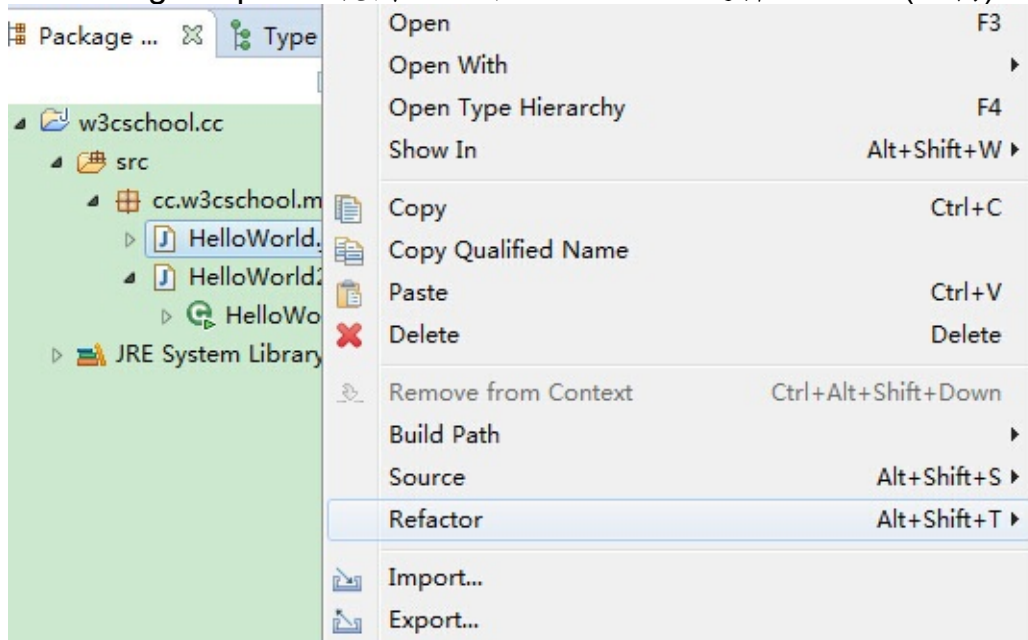 Package ...
Type
w3cschool.cc
src
cc.w3cschool.m
HelloWorld.
HelloWorld2
HelloWo
JRE System Library
Open F3
Open With
Open Type Hierarchy F4
Show In Alt+Shift+W
Copy Ctrl+C
Copy Qualified Name
Paste Ctrl+V
Delete Delete
Remove from Context Ctrl+Alt+Shift+Down
Build Path
Source Alt+Shift+S
Refactor Alt+Shift+T
Import...
Export...